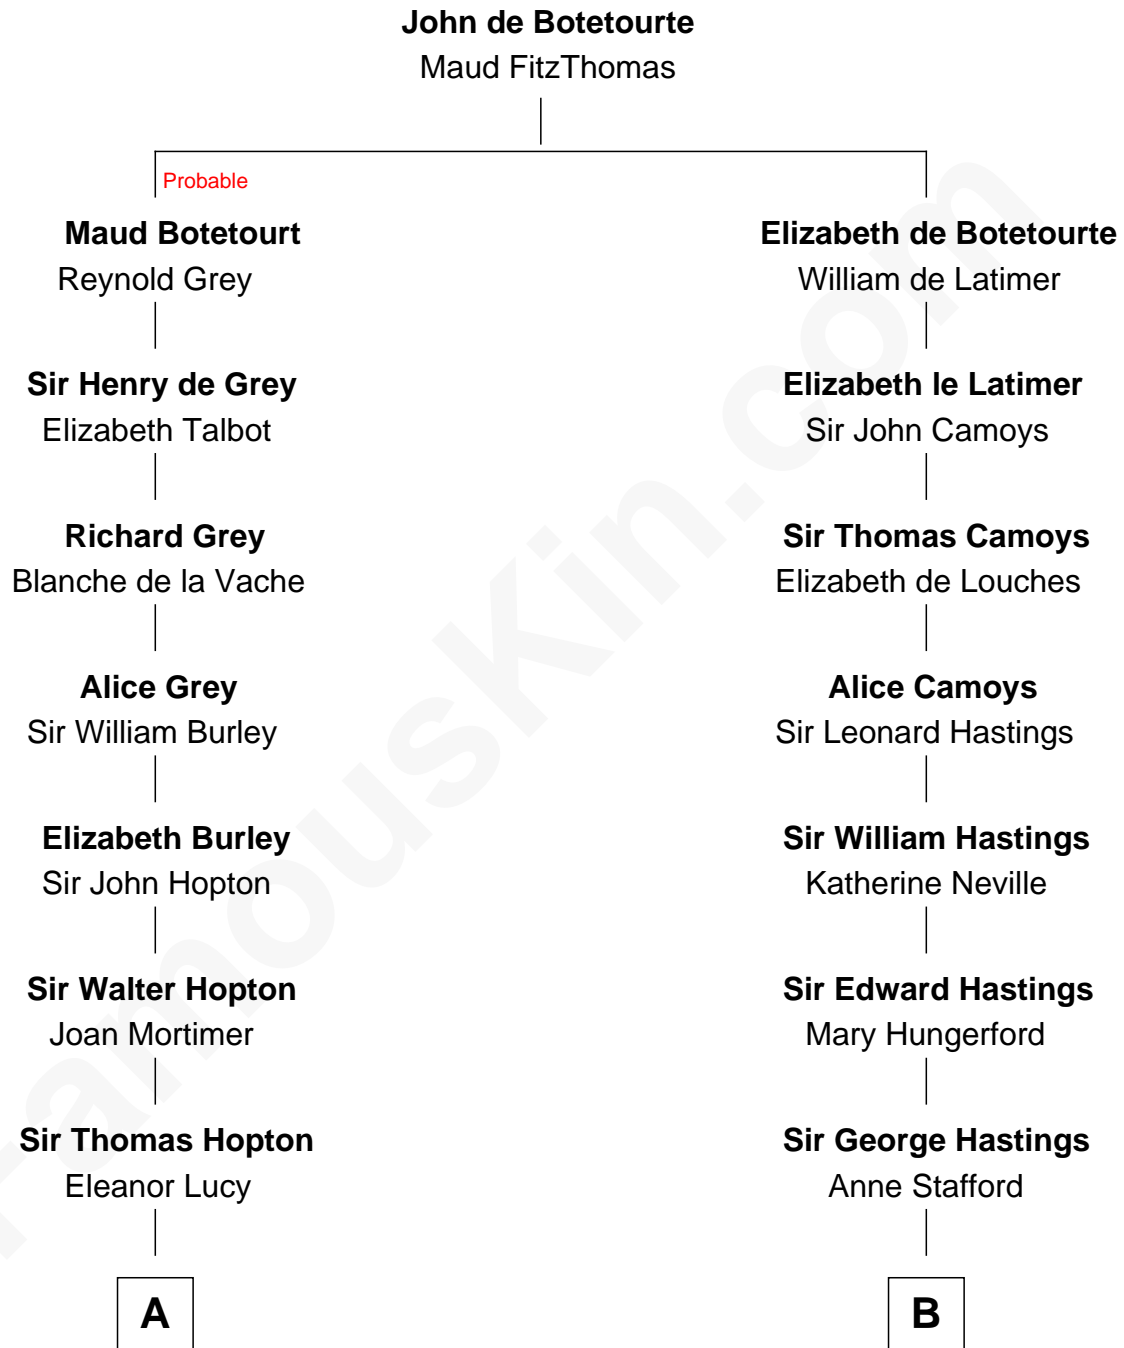 John de Botetourte
Maud FitzThomas
Probable
Maud Botetourt
Reynold Grey
Elizabeth de Botetourte
William de Latimer
Sir Henry de Grey
Elizabeth Talbot
Elizabeth le Latimer
Sir John Camoys
Richard Grey
Blanche de la Vache
Sir Thomas Camoys
Elizabeth de Louches
Alice Grey
Sir William Burley
Alice Camoys
Sir Leonard Hastings
Elizabeth Burley
Sir John Hopton
Sir William Hastings
Katherine Neville
Sir Walter Hopton
Joan Mortimer
Sir Edward Hastings
Mary Hungerford
Sir Thomas Hopton
Eleanor Lucy
Sir George Hastings
Anne Stafford
A
B
FamousKin.com